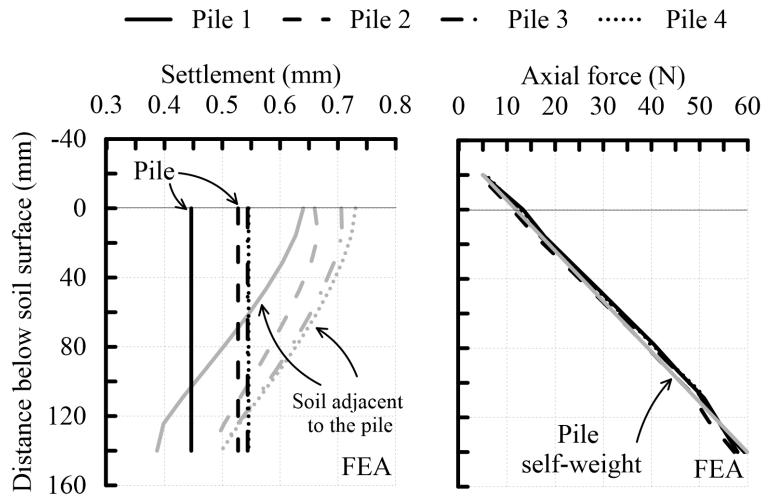 Pile 1 Pile 2 Pile 3 Pile 4
Settlement (mm)
0.3 0.4 0.5 0.6 0.7 0.8
Axial force (N)
0 10 20 30 40 50 60
Distance below soil surface (mm)
-40
0
40
80
120
160
Pile
Soil adjacent
to the pile
FEA
Pile
self-weight
FEA